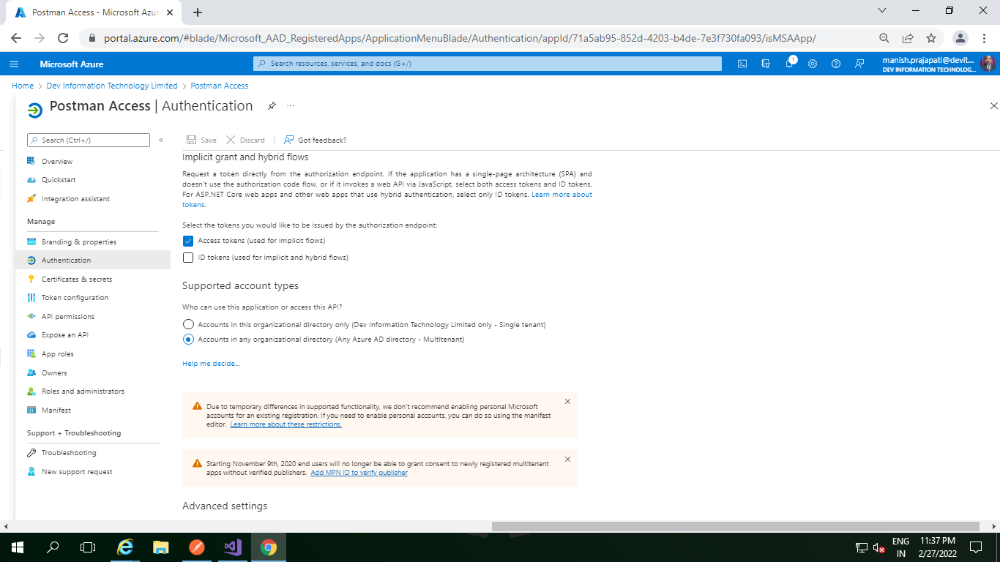 Postman Access - Microsoft Azur
portal.azure.com/#blade/Microsoft_AAD_RegisteredApps/ApplicationMenuBlade/Authentication/appId/71a5ab95-852d-4203-b4de-7e3f730fa093/isMSAApp/
Microsoft Azure
Search resources, services, and docs (G+/)
1
manish.prajapati@devit...
DEV INFORMATION TECHNOLOG...
Home > Dev Information Technology Limited > Postman Access
Postman Access | Authentication
Search (Ctrl+/)
«
Save
Discard
Got feedback?
Overview
Quickstart
Integration assistant
Manage
Branding & properties
Authentication
Certificates & secrets
Token configuration
API permissions
Expose an API
App roles
Owners
Roles and administrators
Manifest
Support + Troubleshooting
Troubleshooting
New support request
Implicit grant and hybrid flows
Request a token directly from the authorization endpoint. If the application has a single-page architecture (SPA) and
doesn't use the authorization code flow, or if it invokes a web API via JavaScript, select both access tokens and ID tokens.
For ASP.NET Core web apps and other web apps that use hybrid authentication, select only ID tokens. Learn more about
tokens.
Select the tokens you would like to be issued by the authorization endpoint:
Access tokens (used for implicit flows)
ID tokens (used for implicit and hybrid flows)
Supported account types
Who can use this application or access this API?
Accounts in this organizational directory only (Dev Information Technology Limited only - Single tenant)
Accounts in any organizational directory (Any Azure AD directory - Multitenant)
Help me decide...
Due to temporary differences in supported functionality, we don't recommend enabling personal Microsoft
accounts for an existing registration. If you need to enable personal accounts, you can do so using the manifest
editor. Learn more about these restrictions.
Starting November 9th, 2020 end users will no longer be able to grant consent to newly registered multitenant
apps without verified publishers. Add MPN ID to verify publisher
Advanced settings
ENG
IN
11:37 PM
2/27/2022